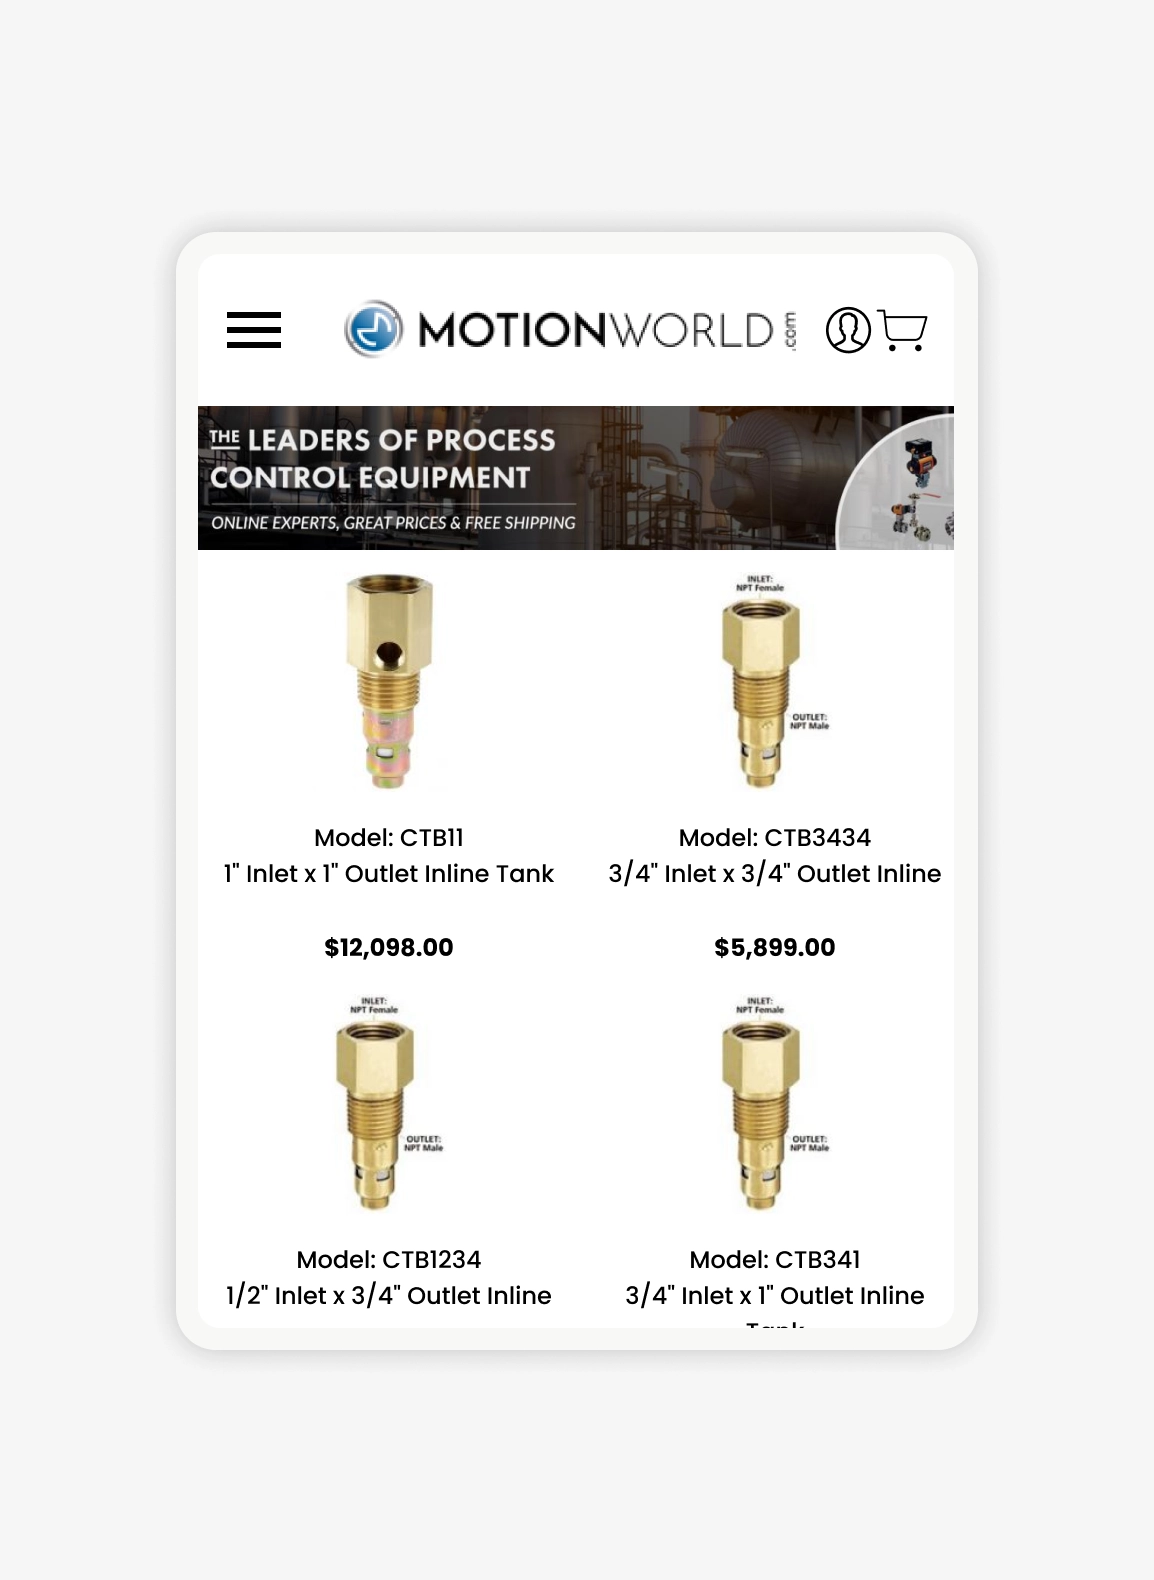 MOTIONWORLD.com
THE LEADERS OF PROCESS
CONTROL EQUIPMENT
ONLINE EXPERTS, GREAT PRICES & FREE SHIPPING
INLET:
NPT Female
OUTLET:
NPT Male
Model: CTB11
1" Inlet x 1" Outlet Inline Tank
$12,098.00
Model: CTB3434
3/4" Inlet x 3/4" Outlet Inline
$5,899.00
INLET:
NPT Female
OUTLET:
NPT Male
INLET:
NPT Female
OUTLET:
NPT Male
Model: CTB1234
1/2" Inlet x 3/4" Outlet Inline
Model: CTB341
3/4" Inlet x 1" Outlet Inline
Tank